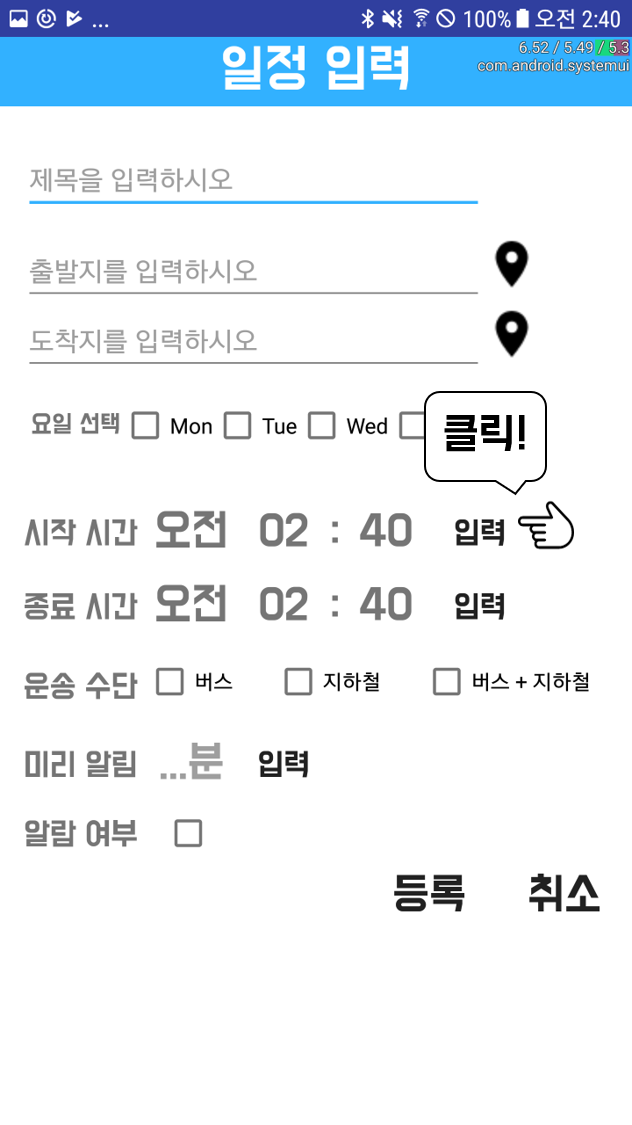 ... 100% 오전 2:40
일정 입력
6.52 / 5.49 / 5.3
com.android.systemui
제목을 입력하시오
출발지를 입력하시오
도착지를 입력하시오
요일 선택 Mon Tue Wed
클릭!
시작 시간 오전 02 : 40 입력
종료 시간 오전 02 : 40 입력
운송 수단 버스 지하철 버스 + 지하철
미리 알림 ...분 입력
알람 여부
등록 취소